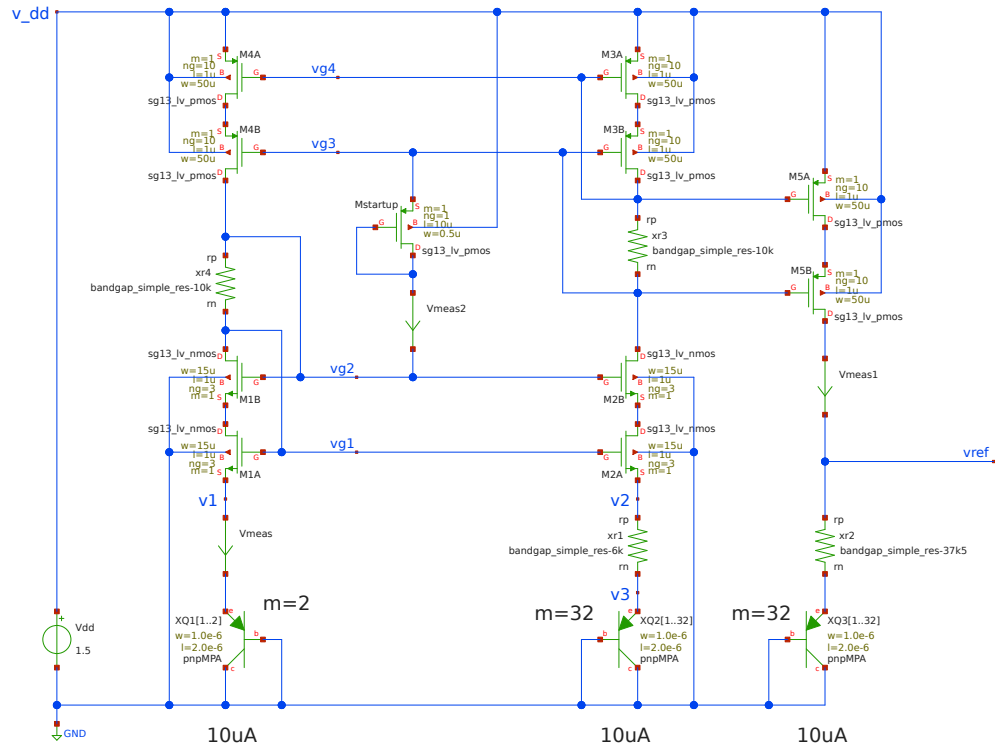 v_dd
M4A
m=1
ng=10
l=1u
w=50u
S
B
G
D
sg13_lv_pmos
vg4
M3A
m=1
ng=10
l=1u
w=50u
S
B
G
D
sg13_lv_pmos
M4B
m=1
ng=10
l=1u
w=50u
S
B
G
D
sg13_lv_pmos
vg3
M3B
m=1
ng=10
l=1u
w=50u
S
B
G
D
sg13_lv_pmos
M5A
m=1
ng=10
l=1u
w=50u
S
B
G
D
sg13_lv_pmos
Mstartup
m=1
ng=1
l=10u
w=0.5u
S
B
G
D
sg13_lv_pmos
rp
xr4
bandgap_simple_res-10k
rn
rp
xr3
bandgap_simple_res-10k
rn
M5B
m=1
ng=10
l=1u
w=50u
S
B
G
D
sg13_lv_pmos
Vmeas2
sg13_lv_nmos
w=15u
l=1u
ng=3
m=1
D
B
G
S
M1B
vg2
sg13_lv_nmos
w=15u
l=1u
ng=3
m=1
D
B
G
S
M2B
Vmeas1
sg13_lv_nmos
w=15u
l=1u
ng=3
m=1
D
B
G
S
M1A
vg1
sg13_lv_nmos
w=15u
l=1u
ng=3
m=1
D
B
G
S
M2A
vref
v1
v2
Vmeas
rp
xr1
bandgap_simple_res-6k
rn
rp
xr2
bandgap_simple_res-37k5
rn
v3
m=2
m=32
m=32
+
Vdd
1.5
-
e
b
c
XQ1[1..2]
w=1.0e-6
l=2.0e-6
pnpMPA
e
b
c
XQ2[1..32]
w=1.0e-6
l=2.0e-6
pnpMPA
e
b
c
XQ3[1..32]
w=1.0e-6
l=2.0e-6
pnpMPA
GND
10uA
10uA
10uA